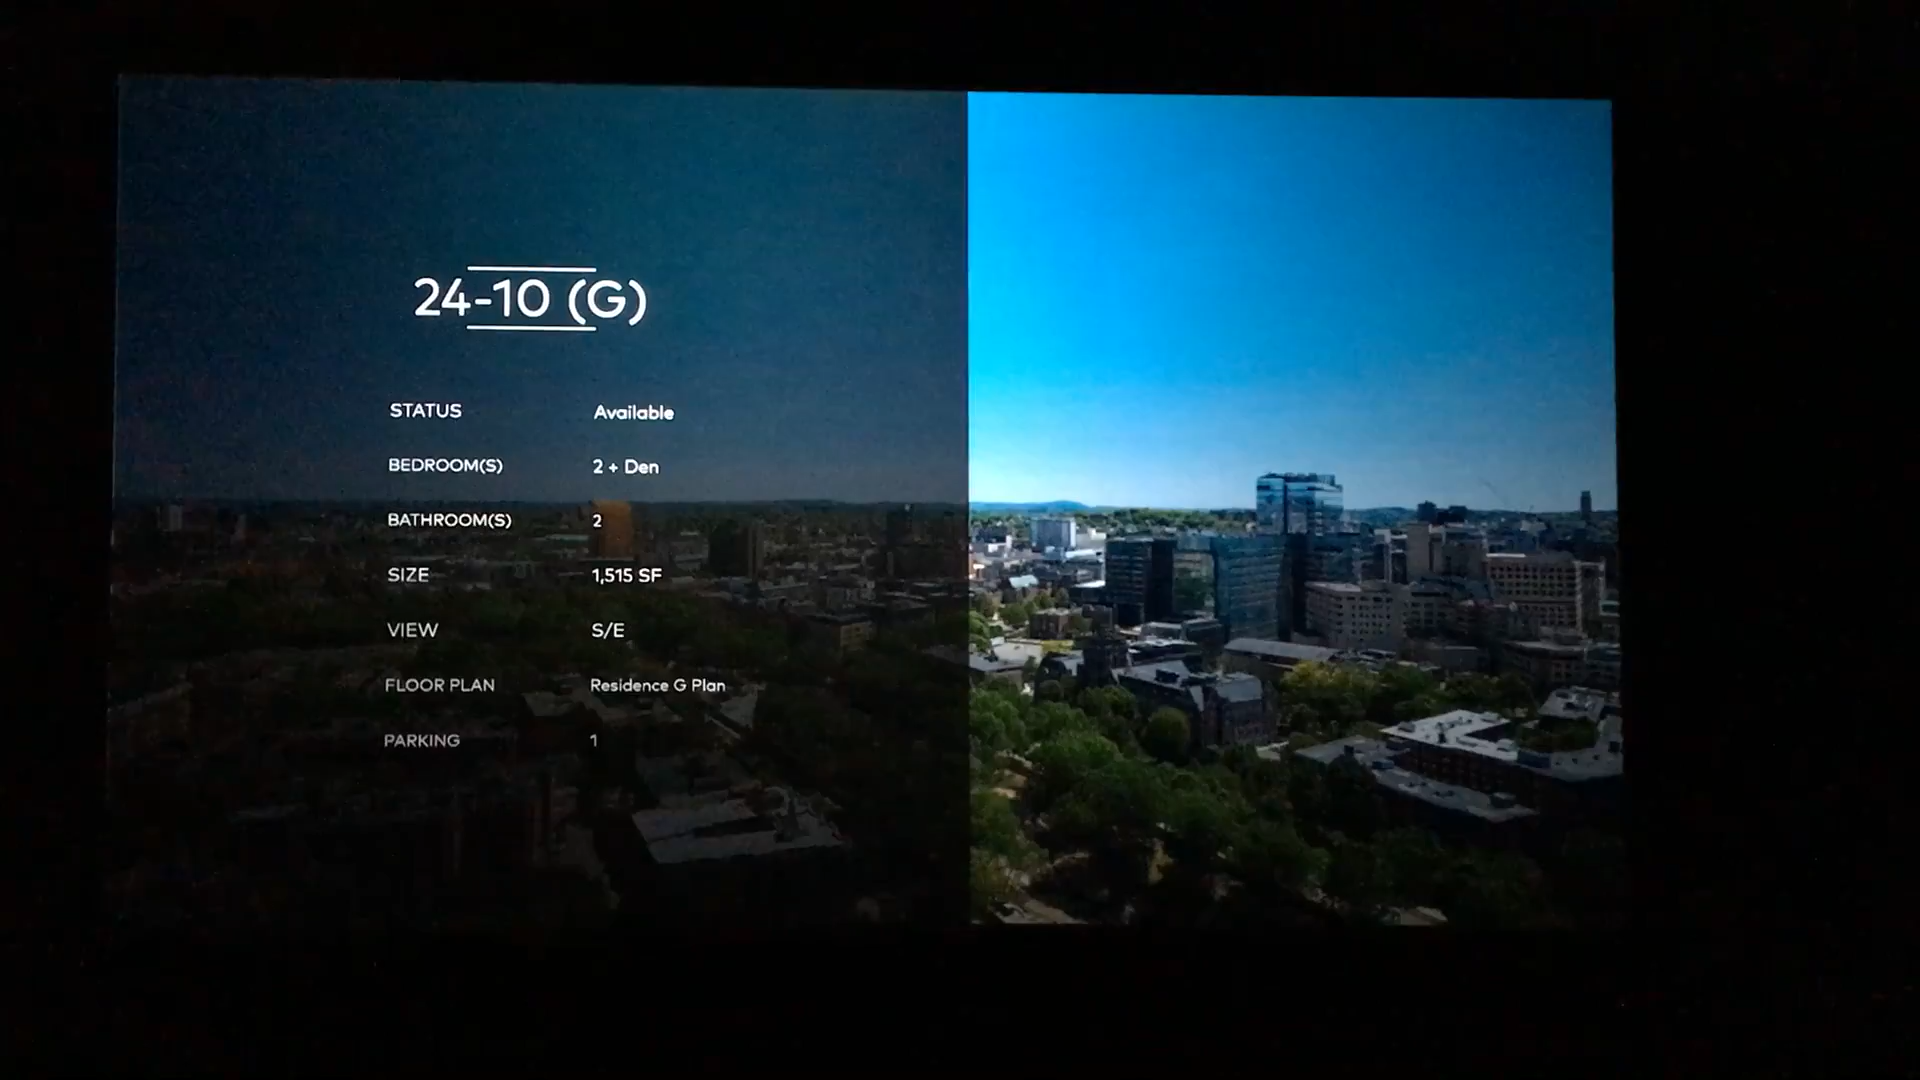 24-10 (G)
STATUS Available
BEDROOM(S) 2 + Den
BATHROOM(S) 2
SIZE 1,515 SF
VIEW S/E
FLOOR PLAN Residence G Plan
PARKING 1